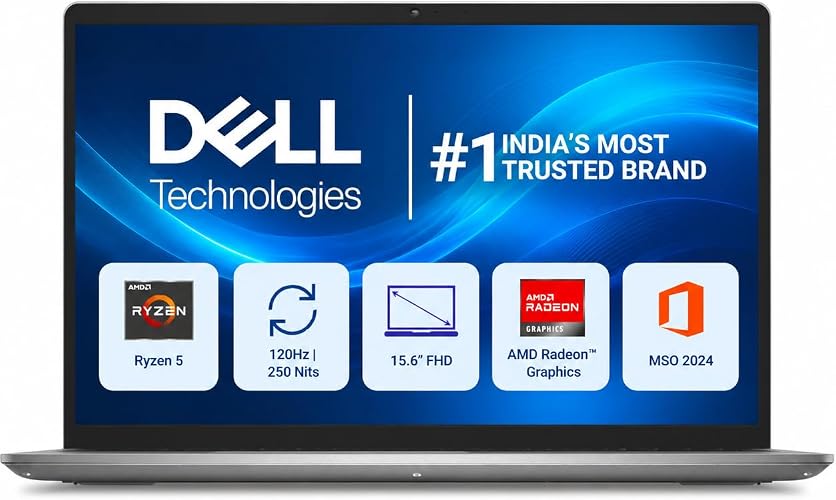 DELL
Technologies
#1 INDIA'S MOST
TRUSTED BRAND
AMD
RYZEN
Ryzen 5
120Hz |
250 Nits
15.6" FHD
AMD
RADEON
GRAPHICS
AMD Radeon™
Graphics
MSO 2024